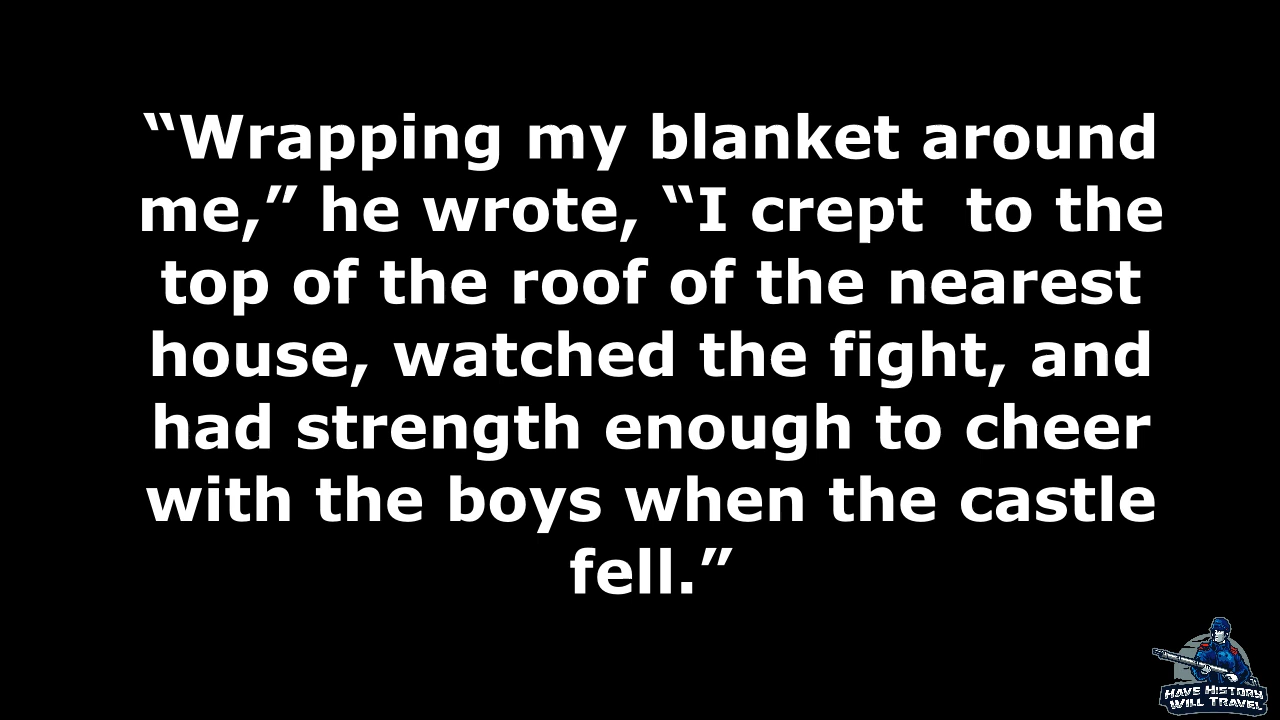 “Wrapping my blanket around
me,” he wrote, “I crept  to the
top of the roof of the nearest
house, watched the fight, and
had strength enough to cheer
with the boys when the castle
fell.”
HAVE HISTORY
WILL TRAVEL